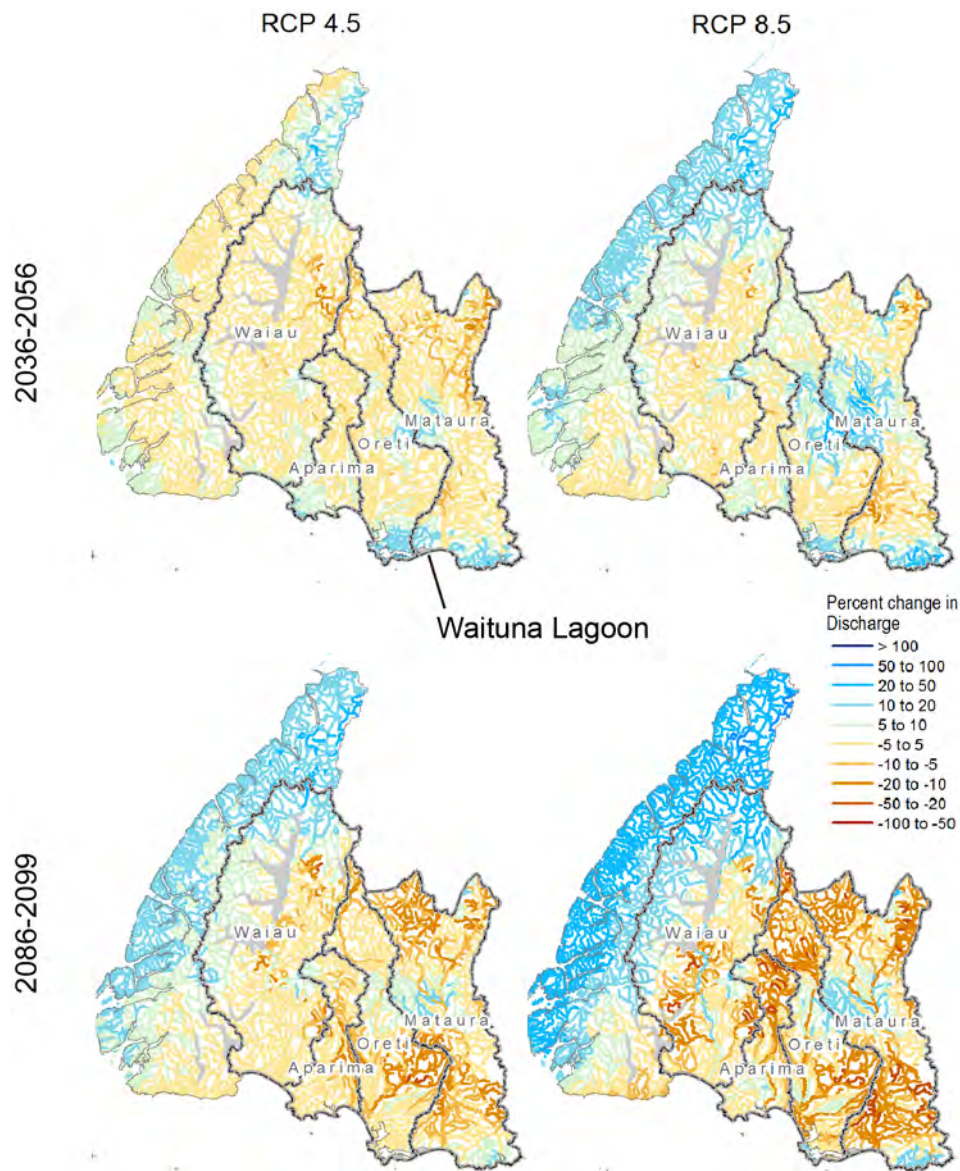 RCP 4.5
RCP 8.5
2036-2056
Waiau
Mataura
Oreti
Aparima
Waiau
Mataura
Oreti
Aparima
Waituna Lagoon
Percent change in
Discharge
> 100
50 to 100
20 to 50
10 to 20
5 to 10
-5 to 5
-10 to -5
-20 to -10
-50 to -20
-100 to -50
2086-2099
Waiau
Mataura
Oreti
Aparima
Waiau
Mataura
Oreti
Aparima